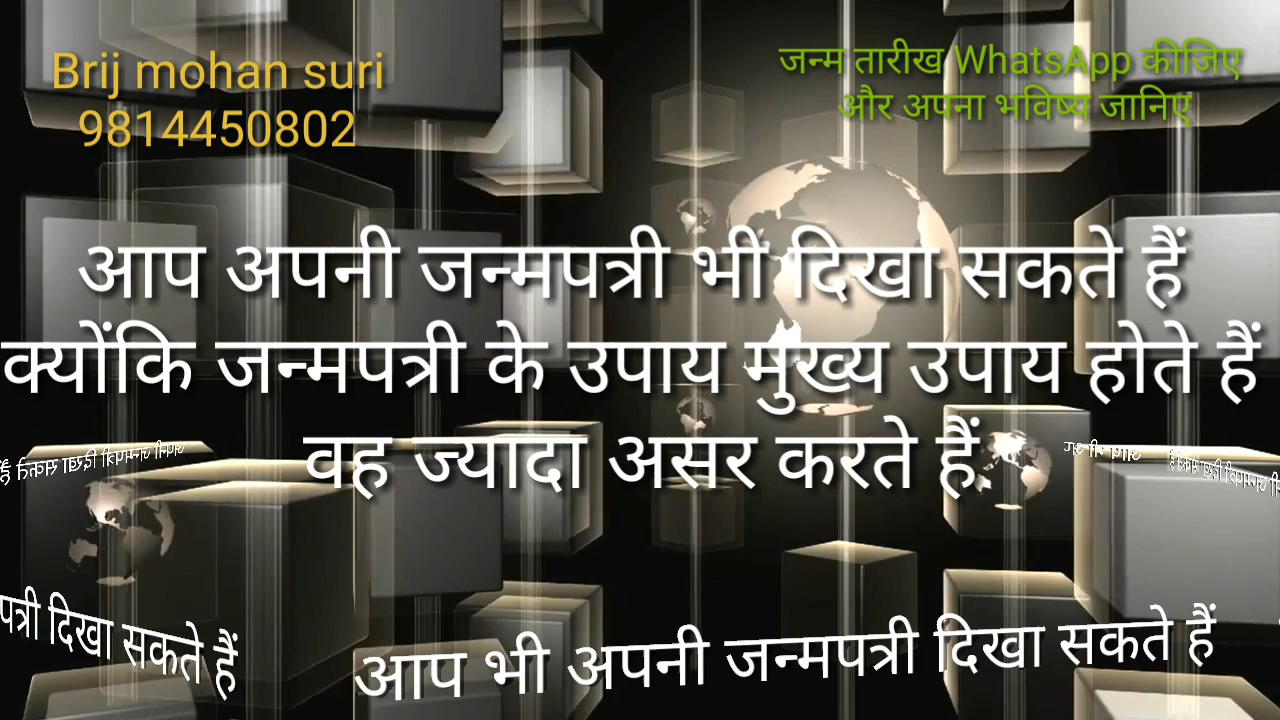 Brij mohan suri
9814450802
जन्म तारीख WhatsApp कीजिए
और अपना भविष्य जानिए
आप अपनी जन्मपत्री भी दिखा सकते हैं
क्योंकि जन्मपत्री के उपाय मुख्य उपाय होते हैं
वह ज्यादा असर करते हैं
पत्री दिखा सकते हैं
आप भी अपनी जन्मपत्री दिखा सकते हैं